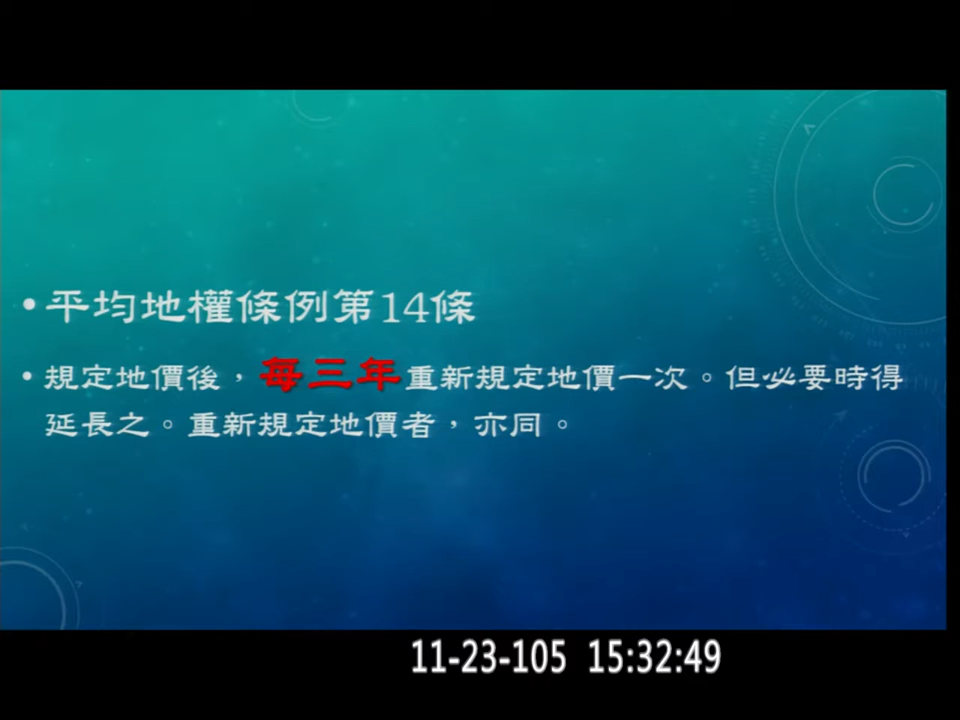 •平均地權條例第14條
•規定地價後，每三年重新規定地價一次。但必要時得
延長之。重新規定地價者，亦同。
11-23-105 15:32:49